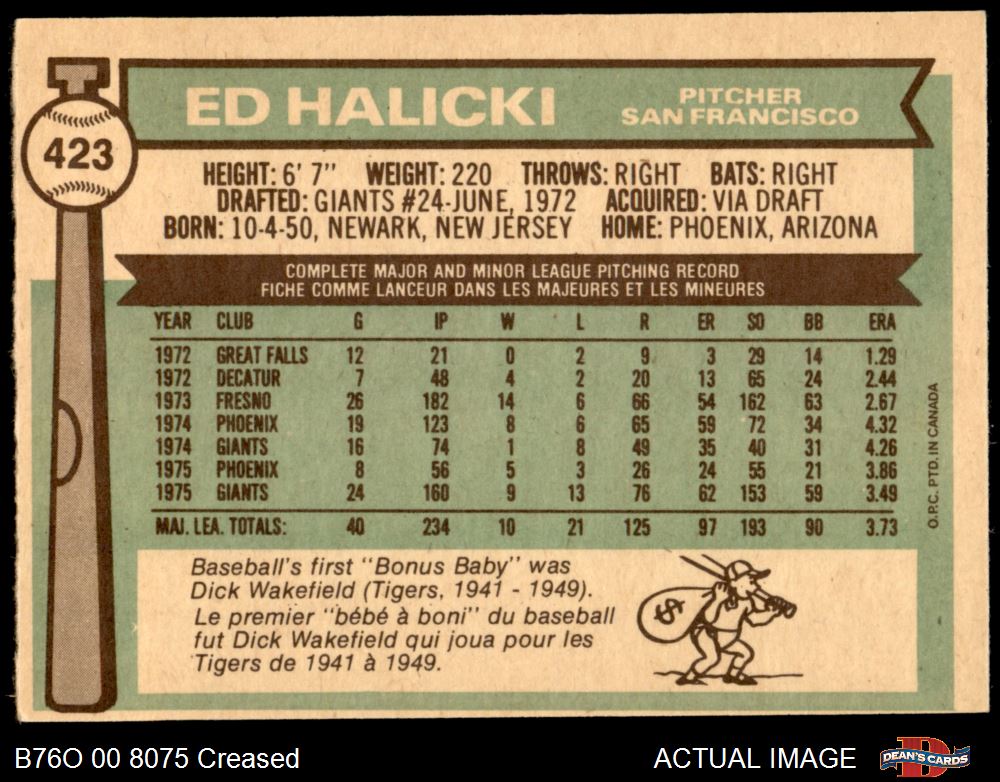 423
ED HALICKI
PITCHER
SAN FRANCISCO
HEIGHT: 6' 7" WEIGHT: 220 THROWS: RIGHT BATS: RIGHT
DRAFTED: GIANTS #24-JUNE, 1972 ACQUIRED: VIA DRAFT
BORN: 10-4-50, NEWARK, NEW JERSEY HOME: PHOENIX, ARIZONA
COMPLETE MAJOR AND MINOR LEAGUE PITCHING RECORD
FICHE COMME LANCEUR DANS LES MAJEURES ET LES MINEURES
YEAR CLUB G IP W L R ER SO BB ERA
1972 GREAT FALLS 12 21 0 2 9 3 29 14 1.29
1972 DECATUR 7 48 4 2 20 13 65 24 2.44
1973 FRESNO 26 182 14 6 66 54 162 63 2.67
1974 PHOENIX 19 123 8 6 65 59 72 34 4.32
1974 GIANTS 16 74 1 8 49 35 40 31 4.26
1975 PHOENIX 8 56 5 3 26 24 55 21 3.86
1975 GIANTS 24 160 9 13 76 62 153 59 3.49
MAJ. LEA. TOTALS: 40 234 10 21 125 97 193 90 3.73
O.P.C. PTD. IN CANADA
Baseball's first "Bonus Baby" was
Dick Wakefield (Tigers, 1941 - 1949).
Le premier "bébé à boni" du baseball
fut Dick Wakefield qui joua pour les
Tigers de 1941 à 1949.
$
B76O 00 8075 Creased
ACTUAL IMAGE
DEAN'S CARDS